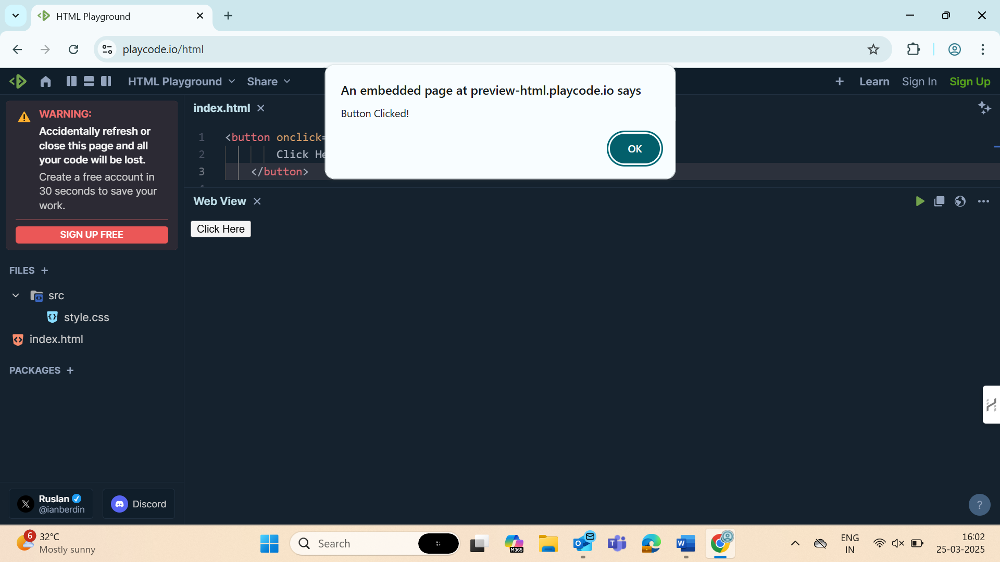 HTML Playground
playcode.io/html
HTML Playground
Share
Learn
Sign In
Sign Up
An embedded page at preview-html.playcode.io says
Button Clicked!
OK
WARNING:
Accidentally refresh or
close this page and all
your code will be lost.
Create a free account in
30 seconds to save your
work.
SIGN UP FREE
FILES +
src
style.css
index.html
PACKAGES +
index.html
1 <button onclick=
2 Click He
3 </button>
Web View
Click Here
Ruslan
@ianberdin
Discord
?
6
32°C
Mostly sunny
Search
M365
ENG
IN
16:02
25-03-2025